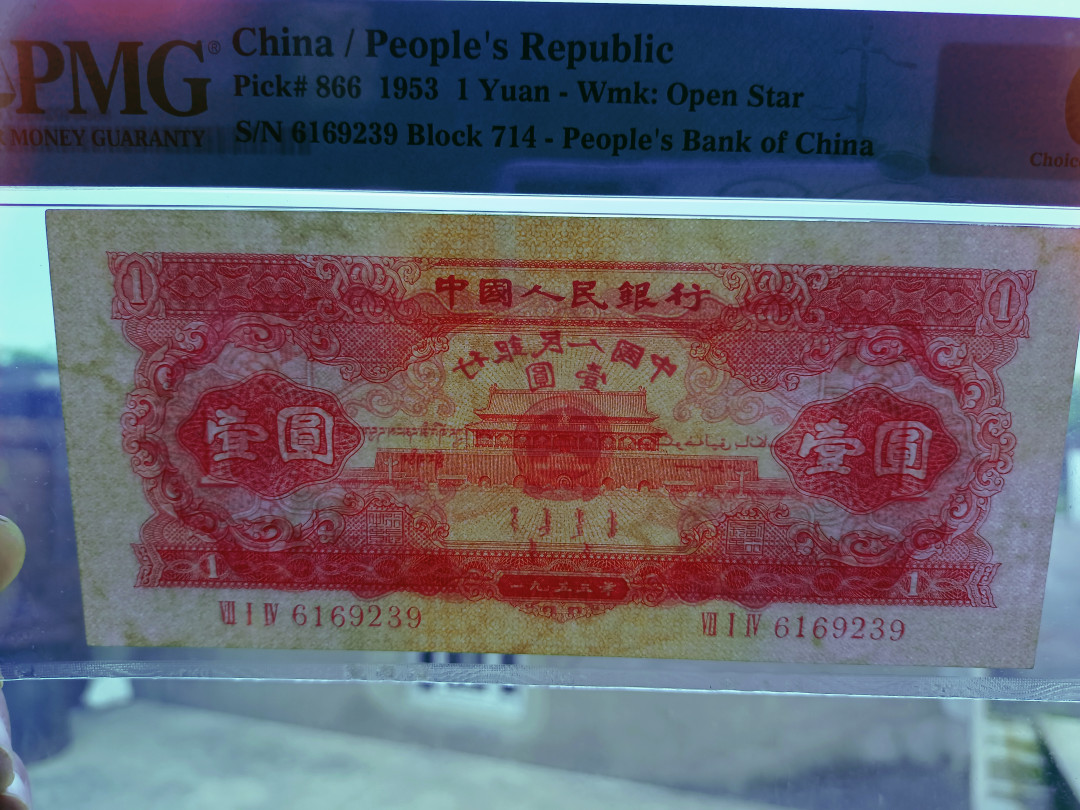 PMG®
MONEY GUARANTY
China / People's Republic
Pick# 866 1953 1 Yuan - Wmk: Open Star
S/N 6169239 Block 714 - People's Bank of China
1
中國人民銀行
1
中國人民銀行
壹圓
壹圓
壹圓
1
一九五三年
1
Ⅶ Ⅰ Ⅳ 6169239
Ⅶ Ⅰ Ⅳ 6169239